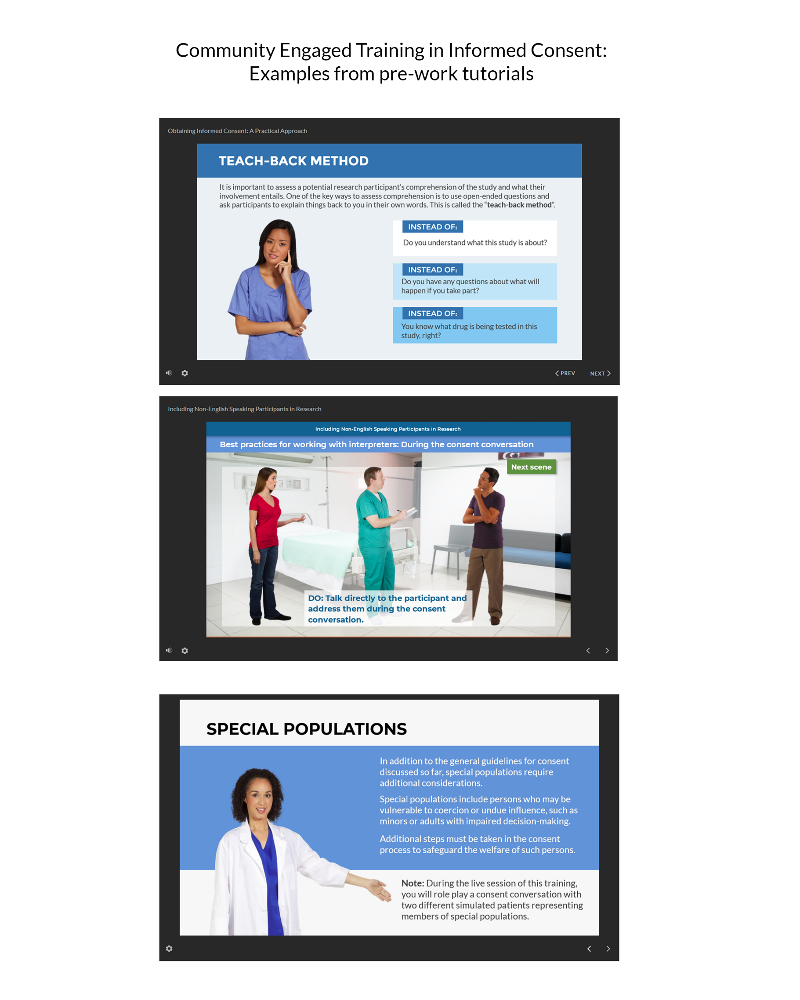 Community Engaged Training in Informed Consent:
Examples from pre-work tutorials
Obtaining Informed Consent: A Practical Approach
TEACH-BACK METHOD
It is important to assess a potential research participant's comprehension of the study and what their
involvement entails. One of the key ways to assess comprehension is to use open-ended questions and
ask participants to explain things back to you in their own words. This is called the “teach-back method”.
INSTEAD OF:
Do you understand what this study is about?
INSTEAD OF:
Do you have any questions about what will
happen if you take part?
INSTEAD OF:
You know what drug is being tested in this
study, right?
PREV
NEXT
Including Non-English Speaking Participants in Research
Including Non-English Speaking Participants in Research
Best practices for working with interpreters: During the consent conversation
Next scene
DO: Talk directly to the participant and
address them during the consent
conversation.
SPECIAL POPULATIONS
In addition to the general guidelines for consent
discussed so far, special populations require
additional considerations.
Special populations include persons who may be
vulnerable to coercion or undue influence, such as
minors or adults with impaired decision-making.
Additional steps must be taken in the consent
process to safeguard the welfare of such persons.
Note: During the live session of this training,
you will role play a consent conversation with
two different simulated patients representing
members of special populations.